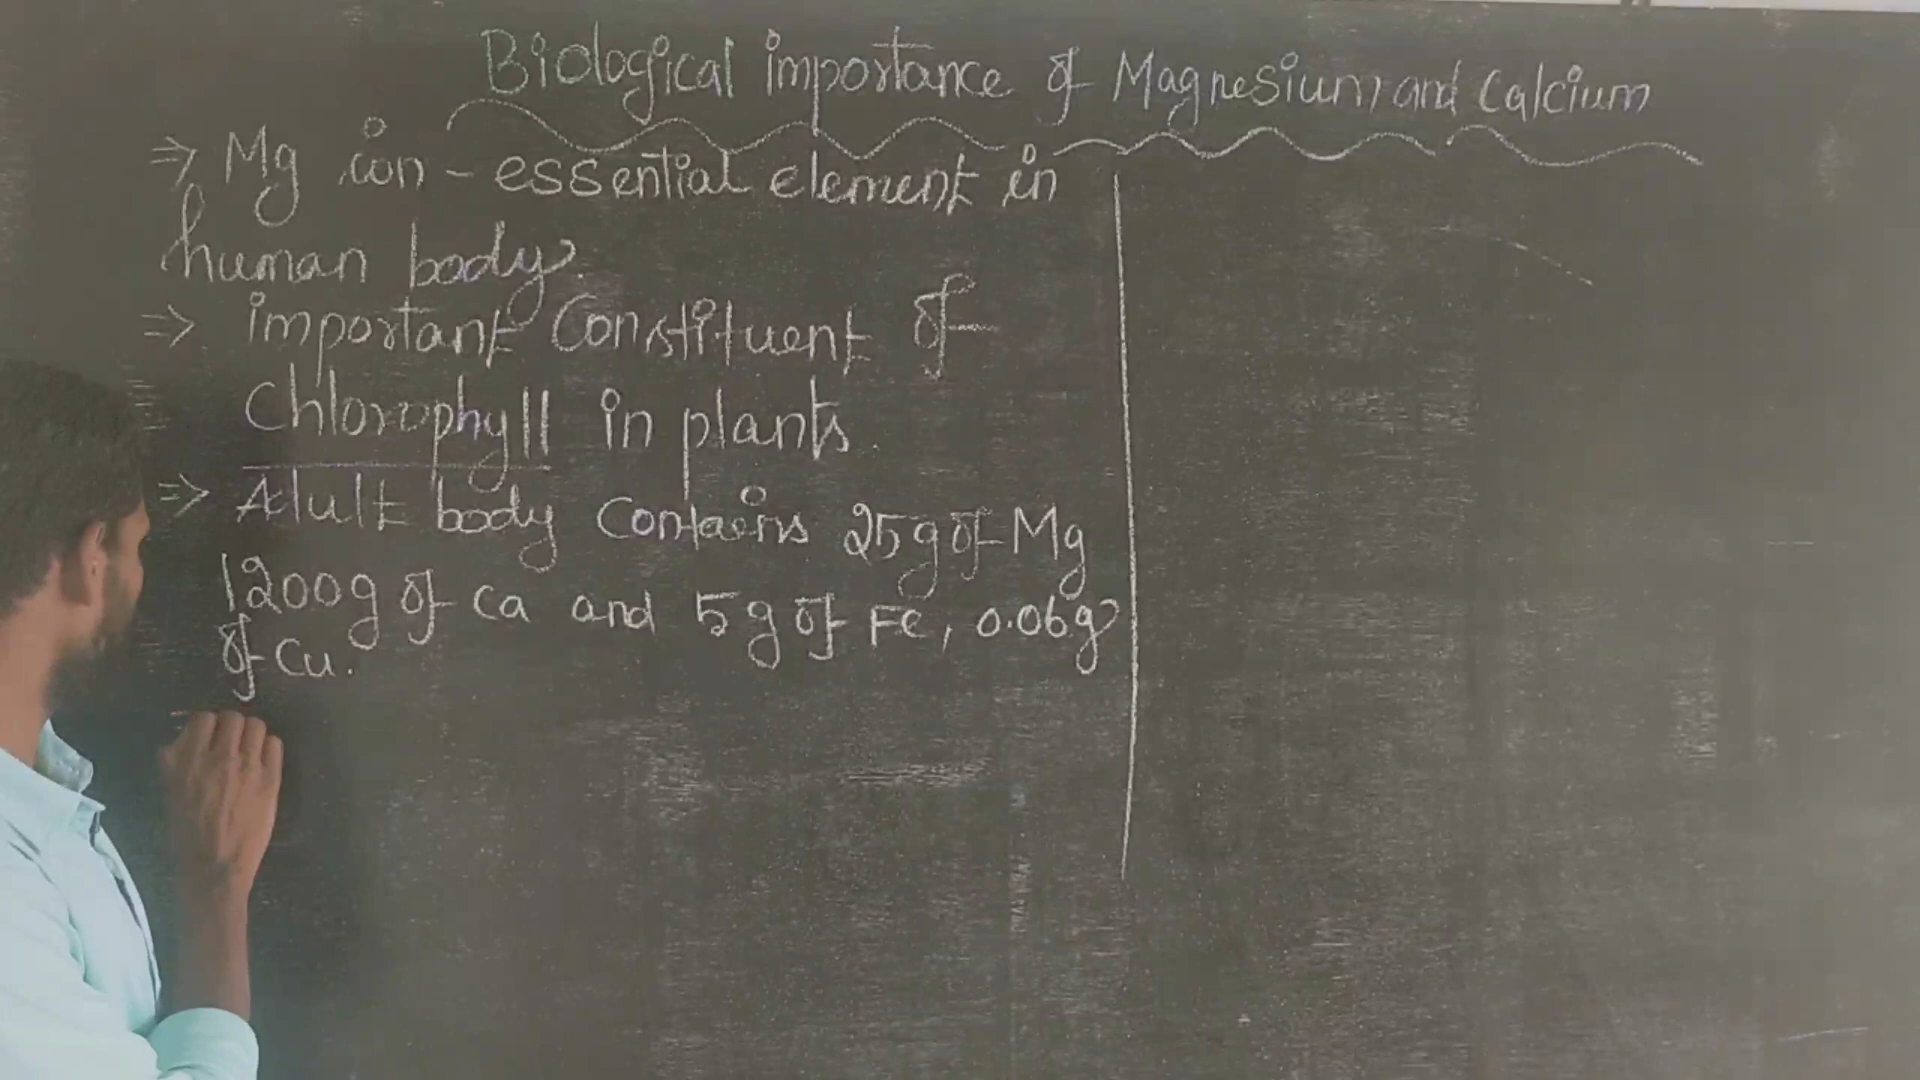 Biological importance of Magnesium and Calcium
⇒ Mg ion - essential element in
human body.
⇒ important Constituent of
Chlorophyll in plants.
⇒ Adult body Contains 25g of Mg
1200g of Ca and 5g of Fe, 0.06g
of Cu.